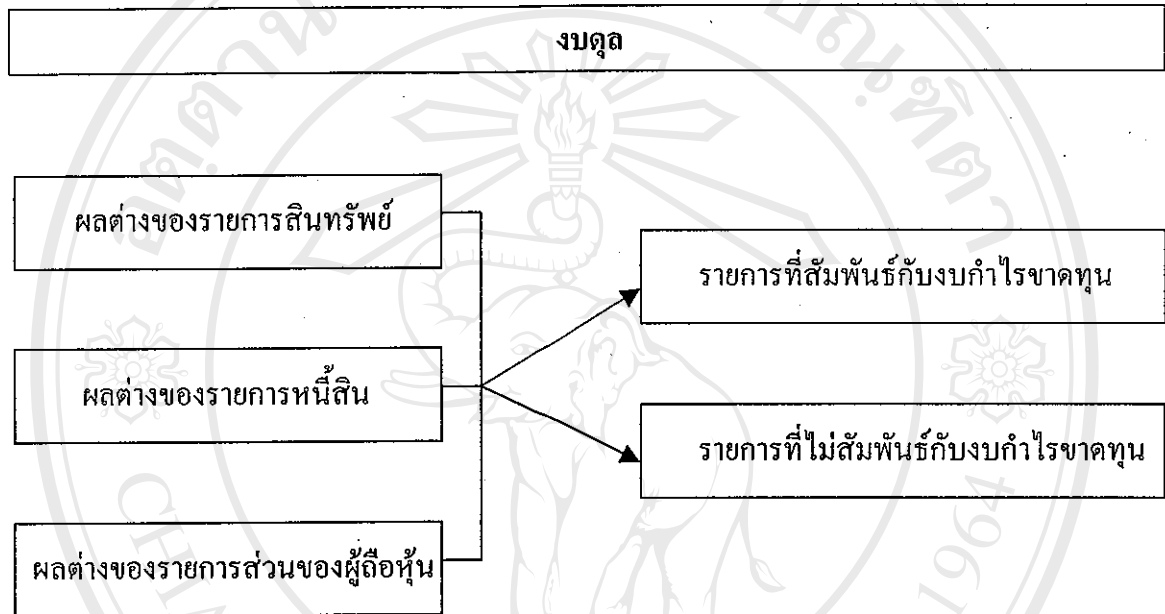 งบดุล
ผลต่างของรายการสินทรัพย์
รายการที่สัมพันธ์กับงบกำไรขาดทุน
ผลต่างของรายการหนี้สิน
รายการที่ไม่สัมพันธ์กับงบกำไรขาดทุน
ผลต่างของรายการส่วนของผู้ถือหุ้น
1964